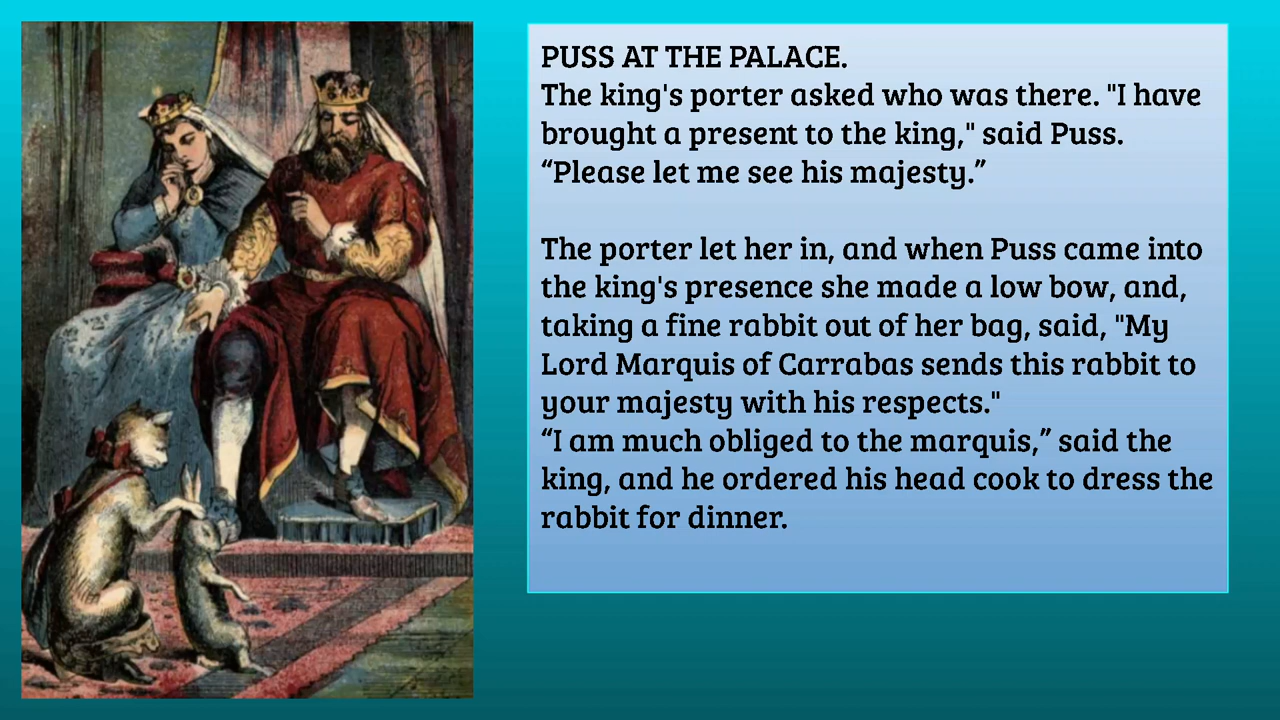 PUSS AT THE PALACE.
The king's porter asked who was there. "I have
brought a present to the king," said Puss.
“Please let me see his majesty.”
The porter let her in, and when Puss came into
the king's presence she made a low bow, and,
taking a fine rabbit out of her bag, said, "My
Lord Marquis of Carrabas sends this rabbit to
your majesty with his respects."
“I am much obliged to the marquis,” said the
king, and he ordered his head cook to dress the
rabbit for dinner.